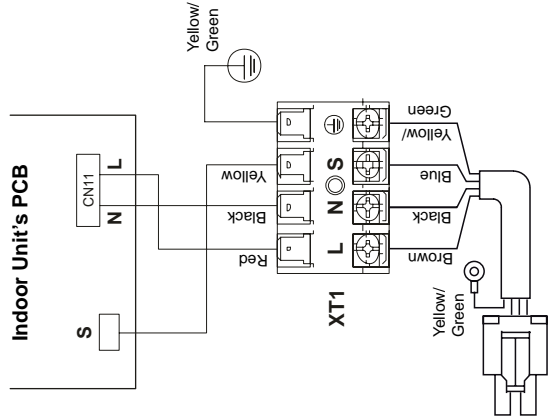 Indoor Unit's PCB
CN11
N
L
S
Yellow/
Green
Red
Black
Yellow
L
N
S
XT1
Brown
Black
Blue
Yellow/
Green
Yellow/
Green